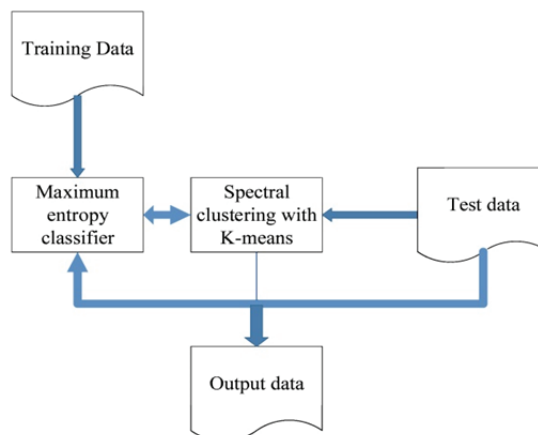 Training Data
Maximum
entropy
classifier
Spectral
clustering with
K-means
Test data
Output data